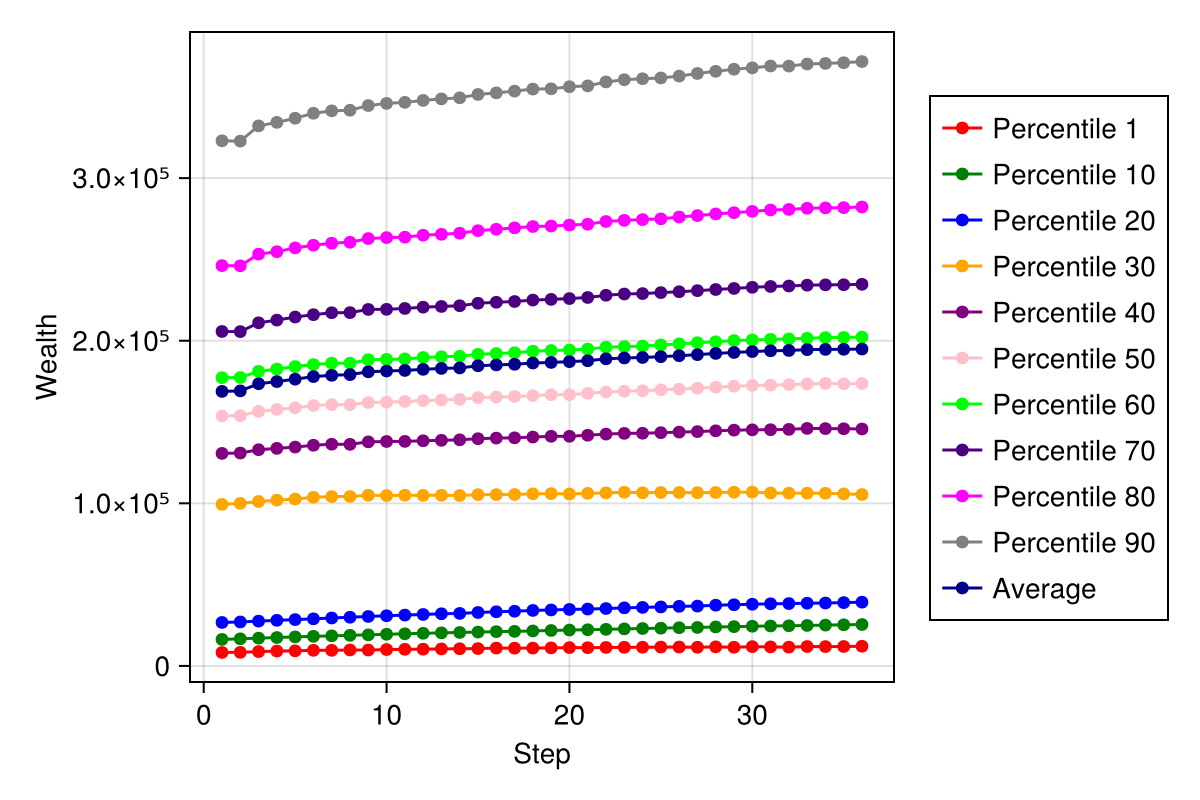 3.0×10⁵
2.0×10⁵
1.0×10⁵
0
Wealth
0 10 20 30
Step
Percentile 1
Percentile 10
Percentile 20
Percentile 30
Percentile 40
Percentile 50
Percentile 60
Percentile 70
Percentile 80
Percentile 90
Average